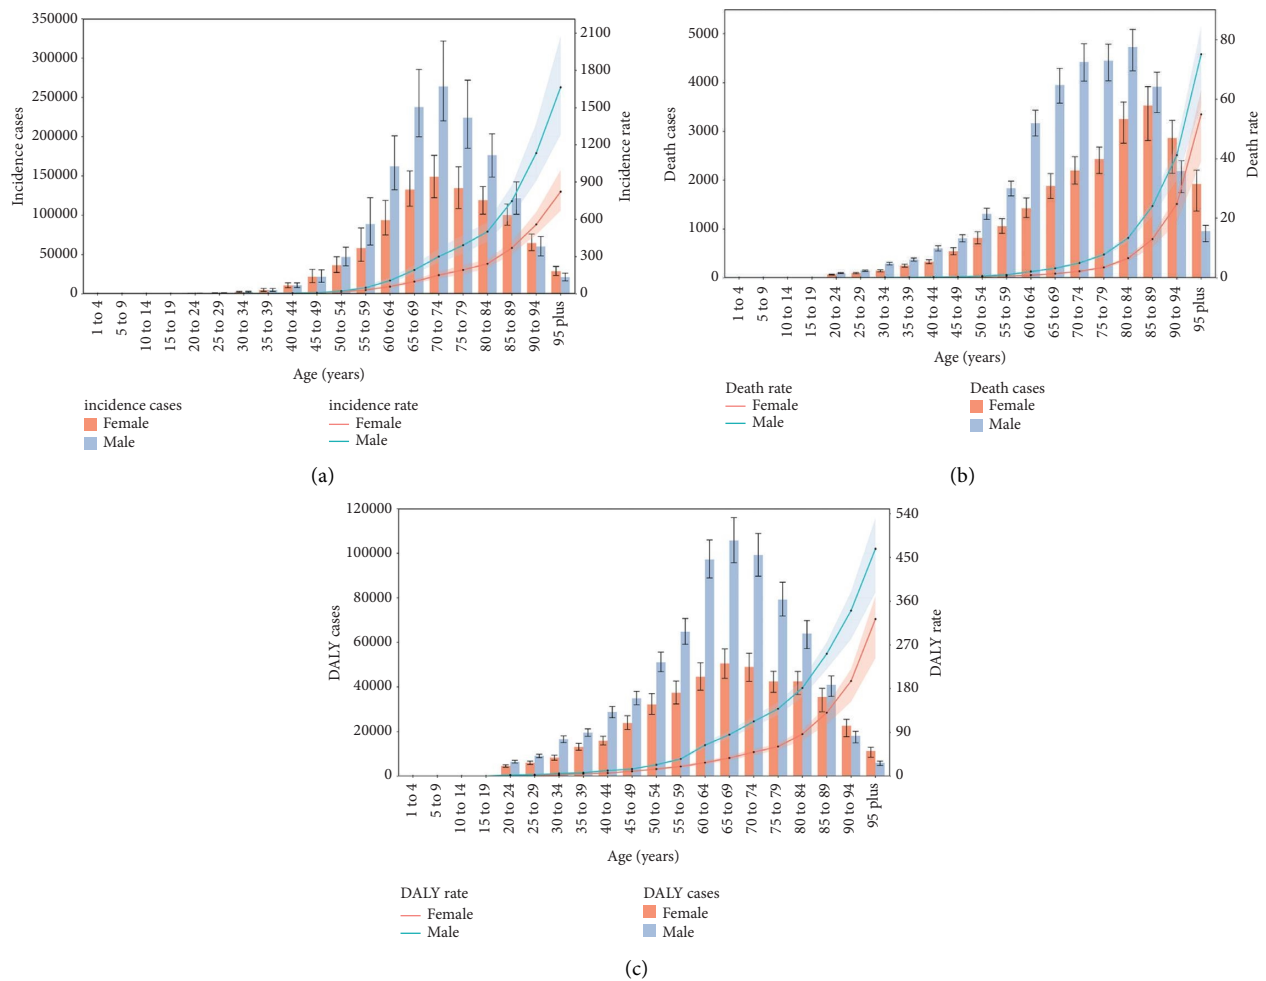 350000
300000
250000
200000
150000
100000
50000
0
Incidence cases
2100
1800
1500
1200
900
600
300
0
Incidence rate
1 to 4
5 to 9
10 to 14
15 to 19
20 to 24
25 to 29
30 to 34
35 to 39
40 to 44
45 to 49
50 to 54
55 to 59
60 to 64
65 to 69
70 to 74
75 to 79
80 to 84
85 to 89
90 to 94
95 plus
Age (years)
incidence cases
Female
Male
incidence rate
Female
Male
(a)
5000
4000
3000
2000
1000
0
Death cases
80
60
40
20
0
Death rate
1 to 4
5 to 9
10 to 14
15 to 19
20 to 24
25 to 29
30 to 34
35 to 39
40 to 44
45 to 49
50 to 54
55 to 59
60 to 64
65 to 69
70 to 74
75 to 79
80 to 84
85 to 89
90 to 94
95 plus
Age (years)
Death rate
Female
Male
Death cases
Female
Male
(b)
120000
100000
80000
60000
40000
20000
0
DALY cases
540
450
360
270
180
90
0
DALY rate
1 to 4
5 to 9
10 to 14
15 to 19
20 to 24
25 to 29
30 to 34
35 to 39
40 to 44
45 to 49
50 to 54
55 to 59
60 to 64
65 to 69
70 to 74
75 to 79
80 to 84
85 to 89
90 to 94
95 plus
Age (years)
DALY rate
Female
Male
DALY cases
Female
Male
(c)